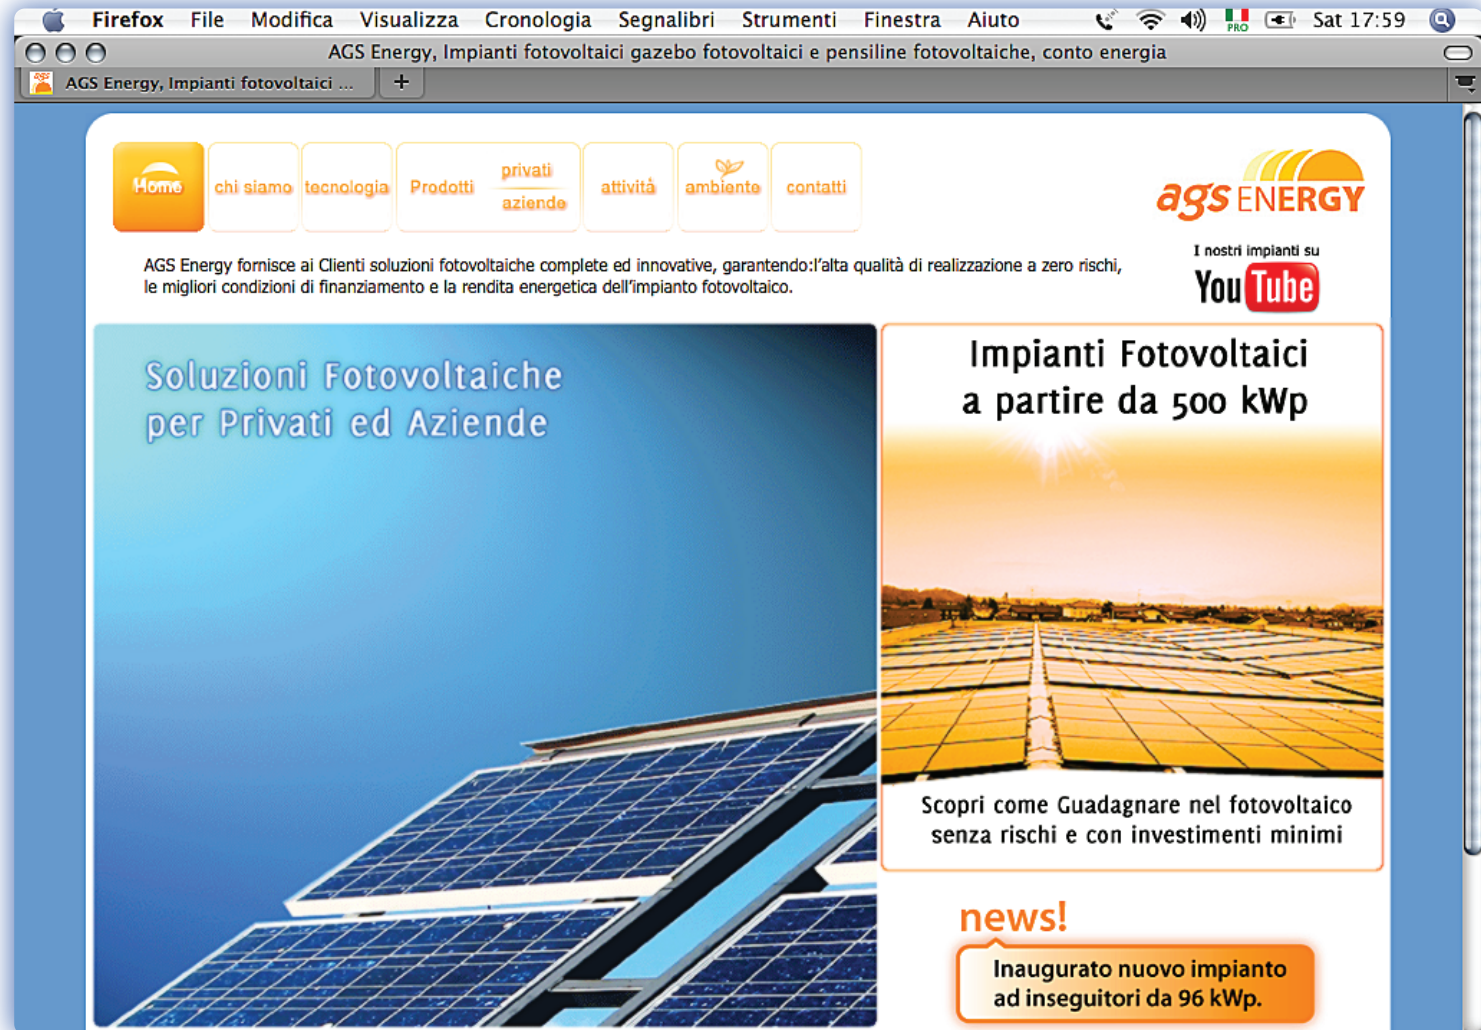 Firefox File Modifica Visualizza Cronologia Segnalibri Strumenti Finestra Aiuto PRO Sat 17:59
AGS Energy, Impianti fotovoltaici gazebo fotovoltaici e pensiline fotovoltaiche, conto energia
AGS Energy, Impianti fotovoltaici ... +
Home chi siamo tecnologia Prodotti privati aziende attività ambiente contatti
ags ENERGY
I nostri impianti su
YouTube
AGS Energy fornisce ai Clienti soluzioni fotovoltaiche complete ed innovative, garantendo:l'alta qualità di realizzazione a zero rischi,
le migliori condizioni di finanziamento e la rendita energetica dell'impianto fotovoltaico.
Soluzioni Fotovoltaiche
per Privati ed Aziende
Impianti Fotovoltaici
a partire da 500 kWp
Scopri come Guadagnare nel fotovoltaico
senza rischi e con investimenti minimi
news!
Inaugurato nuovo impianto
ad inseguitori da 96 kWp.